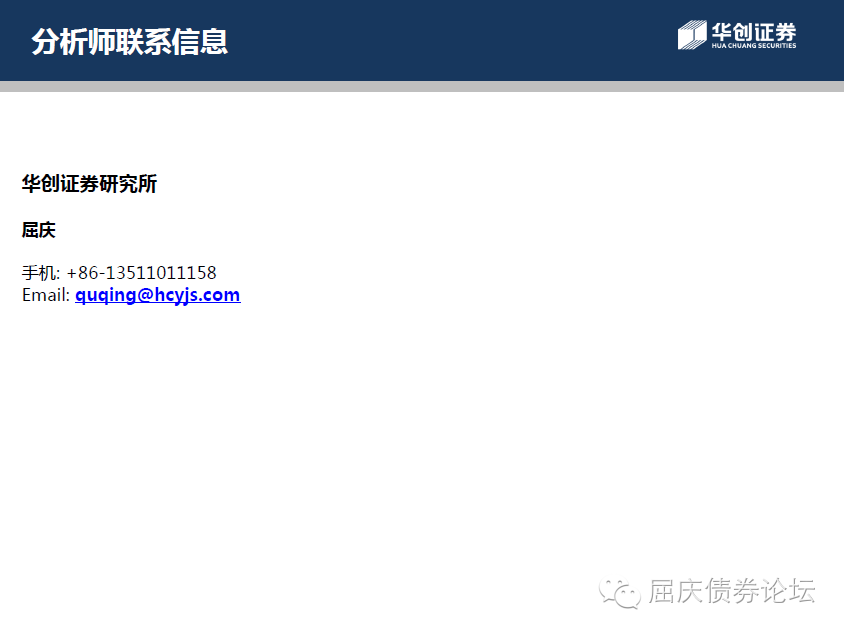 分析师联系信息
华创证券
HUA CHUANG SECURITIES
华创证券研究所
屈庆
手机: +86-13511011158
Email: quqing@hcyjs.com
屈庆债券论坛